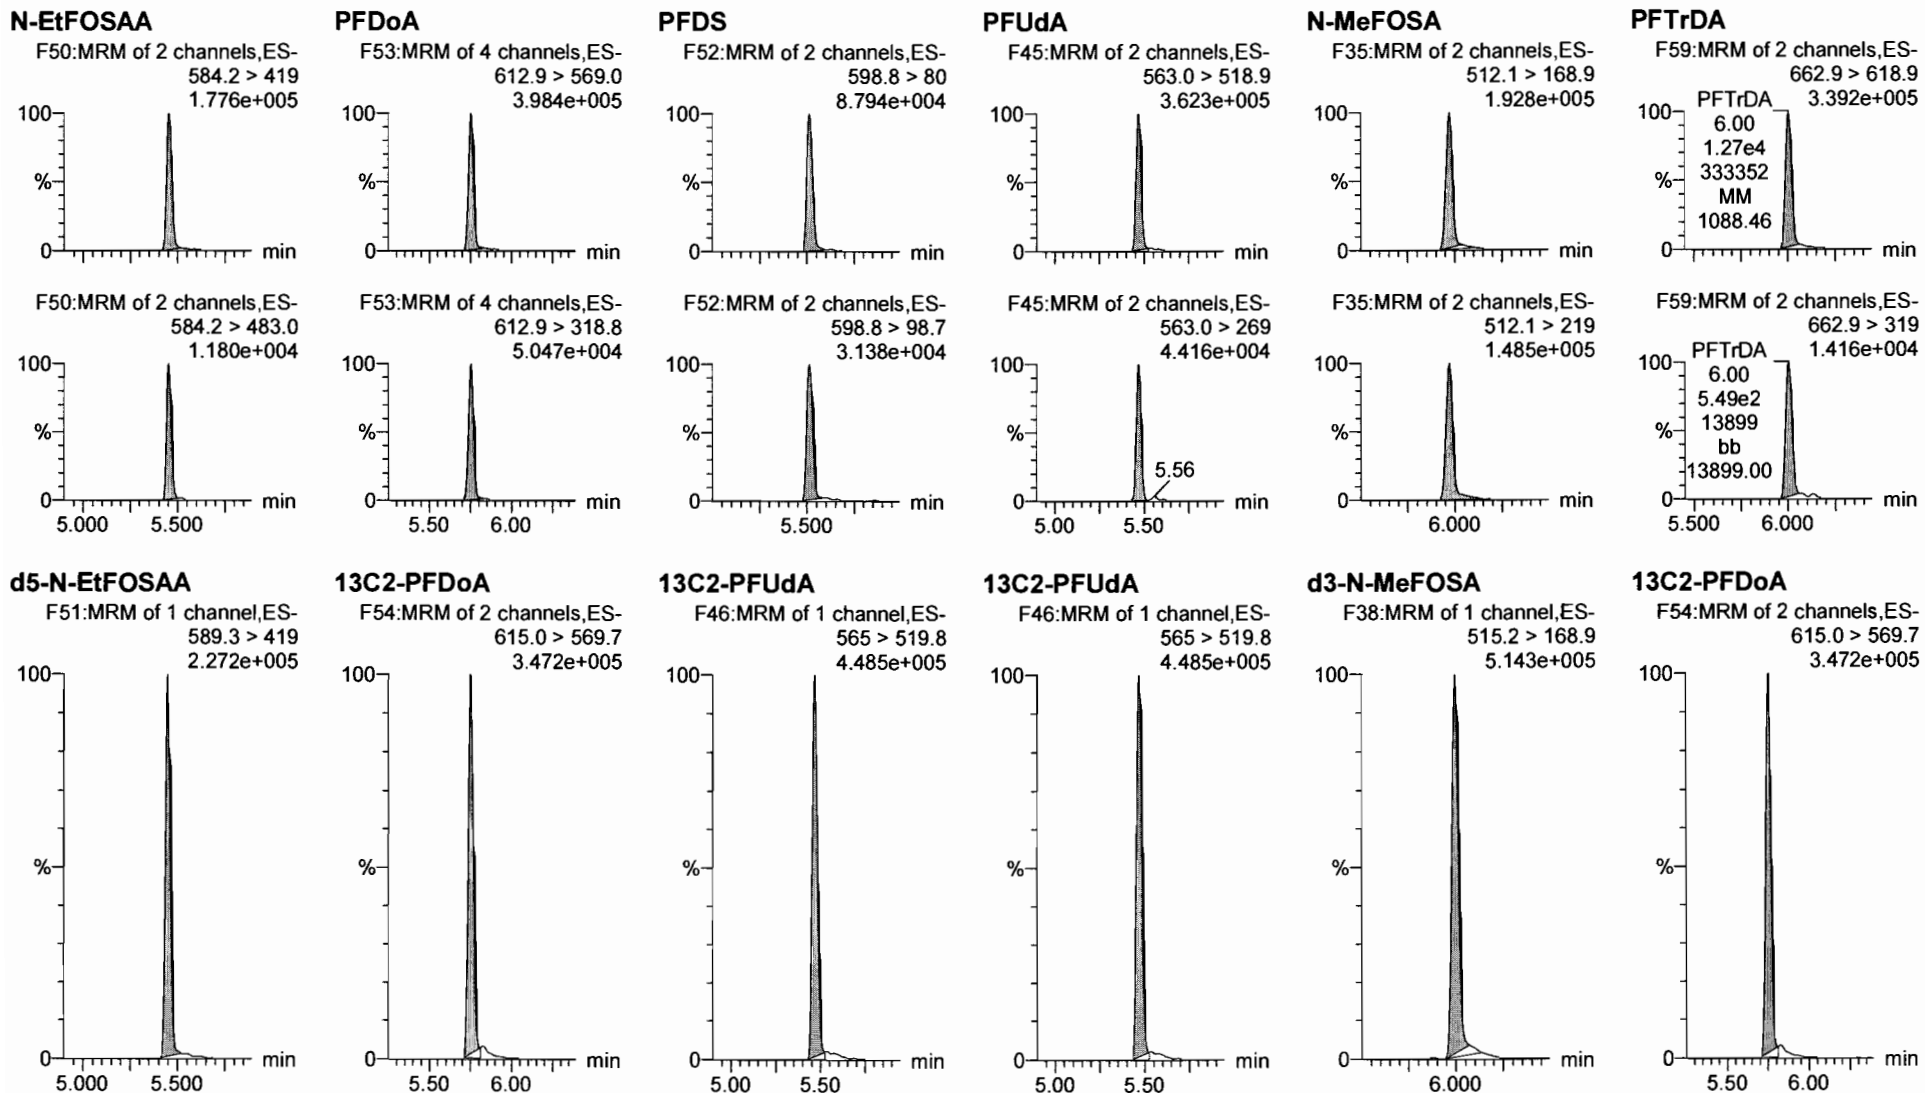 N-EtFOSAA
F50:MRM of 2 channels,ES-
584.2 > 419
1.776e+005
100
%
0
min
PFDoA
F53:MRM of 4 channels,ES-
612.9 > 569.0
3.984e+005
100
%
0
min
PFDS
F52:MRM of 2 channels,ES-
598.8 > 80
8.794e+004
100
%
0
min
PFUdA
F45:MRM of 2 channels,ES-
563.0 > 518.9
3.623e+005
100
%
0
min
N-MeFOSA
F35:MRM of 2 channels,ES-
512.1 > 168.9
1.928e+005
100
%
0
min
PFTrDA
F59:MRM of 2 channels,ES-
662.9 > 618.9
3.392e+005
PFTrDA
6.00
1.27e4
333352
MM
1088.46
100
%
0
min
F50:MRM of 2 channels,ES-
584.2 > 483.0
1.180e+004
100
%
0
min
5.000 5.500
F53:MRM of 4 channels,ES-
612.9 > 318.8
5.047e+004
100
%
0
min
5.50 6.00
F52:MRM of 2 channels,ES-
598.8 > 98.7
3.138e+004
100
%
0
min
5.500
F45:MRM of 2 channels,ES-
563.0 > 269
4.416e+004
100
%
5.56
0
min
5.00 5.50
F35:MRM of 2 channels,ES-
512.1 > 219
1.485e+005
100
%
0
min
6.000
F59:MRM of 2 channels,ES-
662.9 > 319
1.416e+004
PFTrDA
6.00
5.49e2
13899
bb
13899.00
100
%
0
min
5.500 6.000
d5-N-EtFOSAA
F51:MRM of 1 channel,ES-
589.3 > 419
2.272e+005
100
%
0
min
5.000 5.500
13C2-PFDoA
F54:MRM of 2 channels,ES-
615.0 > 569.7
3.472e+005
100
%
0
min
5.50 6.00
13C2-PFUdA
F46:MRM of 1 channel,ES-
565 > 519.8
4.485e+005
100
%
0
min
5.00 5.50
13C2-PFUdA
F46:MRM of 1 channel,ES-
565 > 519.8
4.485e+005
100
%
0
min
5.00 5.50
d3-N-MeFOSA
F38:MRM of 1 channel,ES-
515.2 > 168.9
5.143e+005
100
%
0
min
6.000
13C2-PFDoA
F54:MRM of 2 channels,ES-
615.0 > 569.7
3.472e+005
100
%
0
min
5.50 6.00